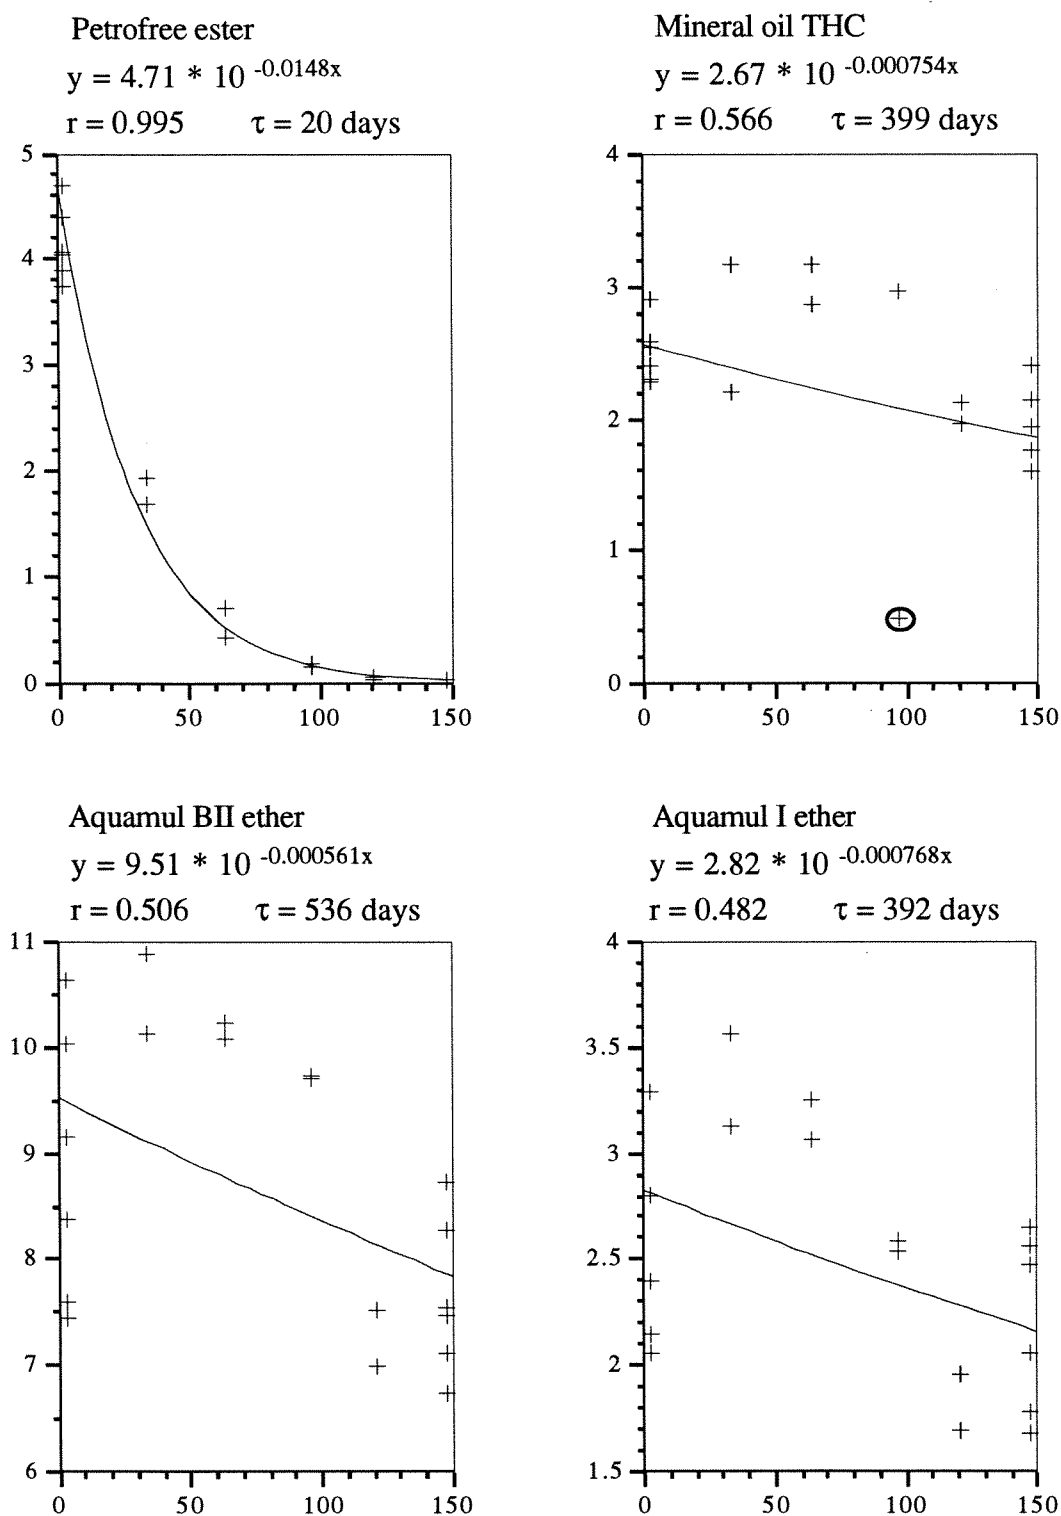 Petrofree ester
y = 4.71 * 10 -0.0148x
r = 0.995 τ = 20 days
5
4
3
2
1
0
0 50 100 150
Mineral oil THC
y = 2.67 * 10 -0.000754x
r = 0.566 τ = 399 days
4
3
2
1
0
0 50 100 150
Aquamul BII ether
y = 9.51 * 10 -0.000561x
r = 0.506 τ = 536 days
11
10
9
8
7
6
0 50 100 150
Aquamul I ether
y = 2.82 * 10 -0.000768x
r = 0.482 τ = 392 days
4
3.5
3
2.5
2
1.5
0 50 100 150